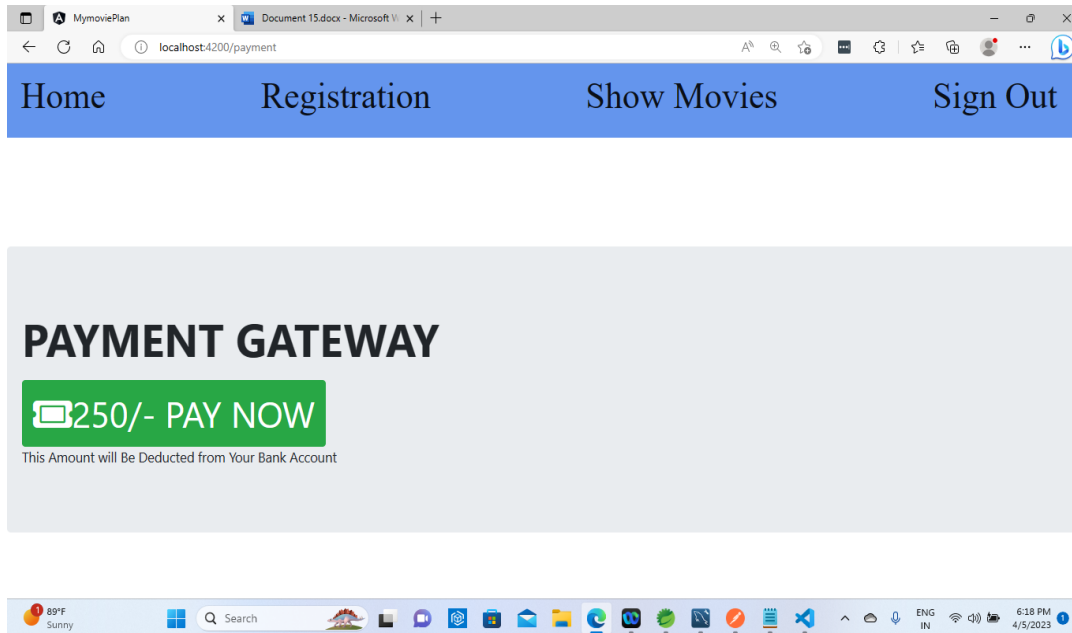 MymoviePlan
Document 15.docx - Microsoft W
localhost:4200/payment
Home Registration Show Movies Sign Out
PAYMENT GATEWAY
250/- PAY NOW
This Amount will Be Deducted from Your Bank Account
1
89°F
Sunny
Search
ENG
IN
6:18 PM
4/5/2023
1